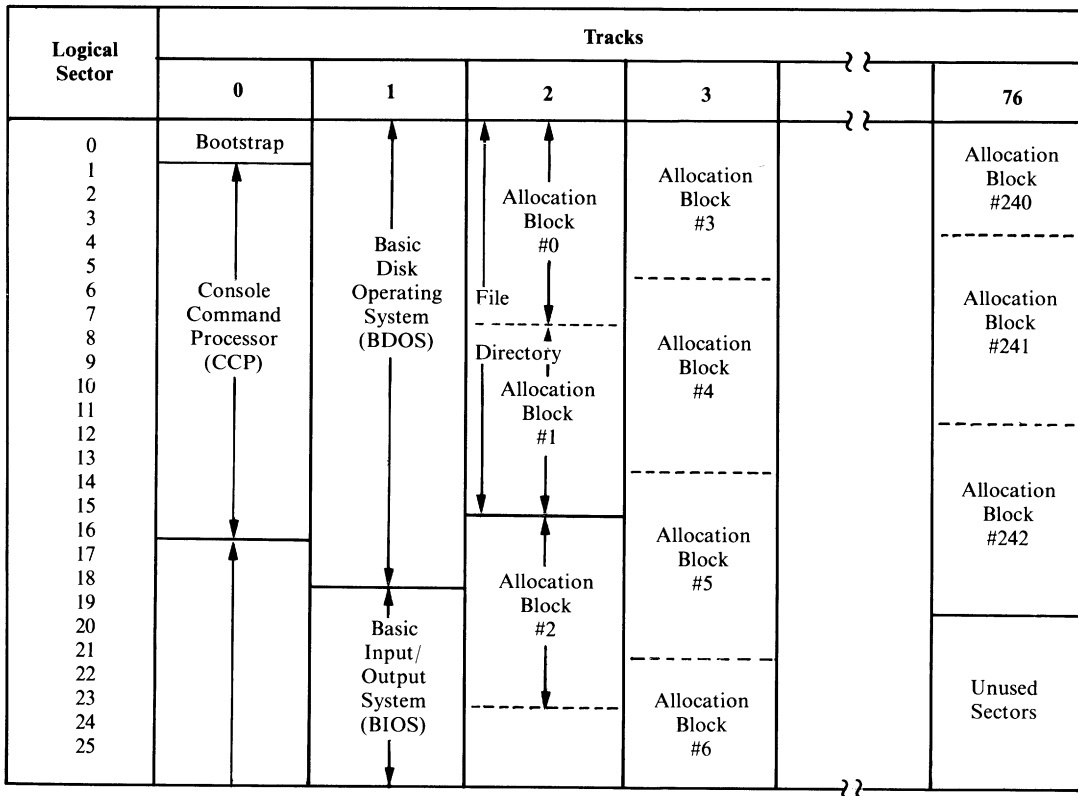 Logical
Sector
Tracks
0
1
2
3
76
0
1
2
3
4
5
6
7
8
9
10
11
12
13
14
15
16
17
18
19
20
21
22
23
24
25
Bootstrap
Console
Command
Processor
(CCP)
Basic
Disk
Operating
System
(BDOS)
Basic
Input/
Output
System
(BIOS)
File
Directory
Allocation
Block
#0
Allocation
Block
#1
Allocation
Block
#2
Allocation
Block
#3
Allocation
Block
#4
Allocation
Block
#5
Allocation
Block
#6
Allocation
Block
#240
Allocation
Block
#241
Allocation
Block
#242
Unused
Sectors